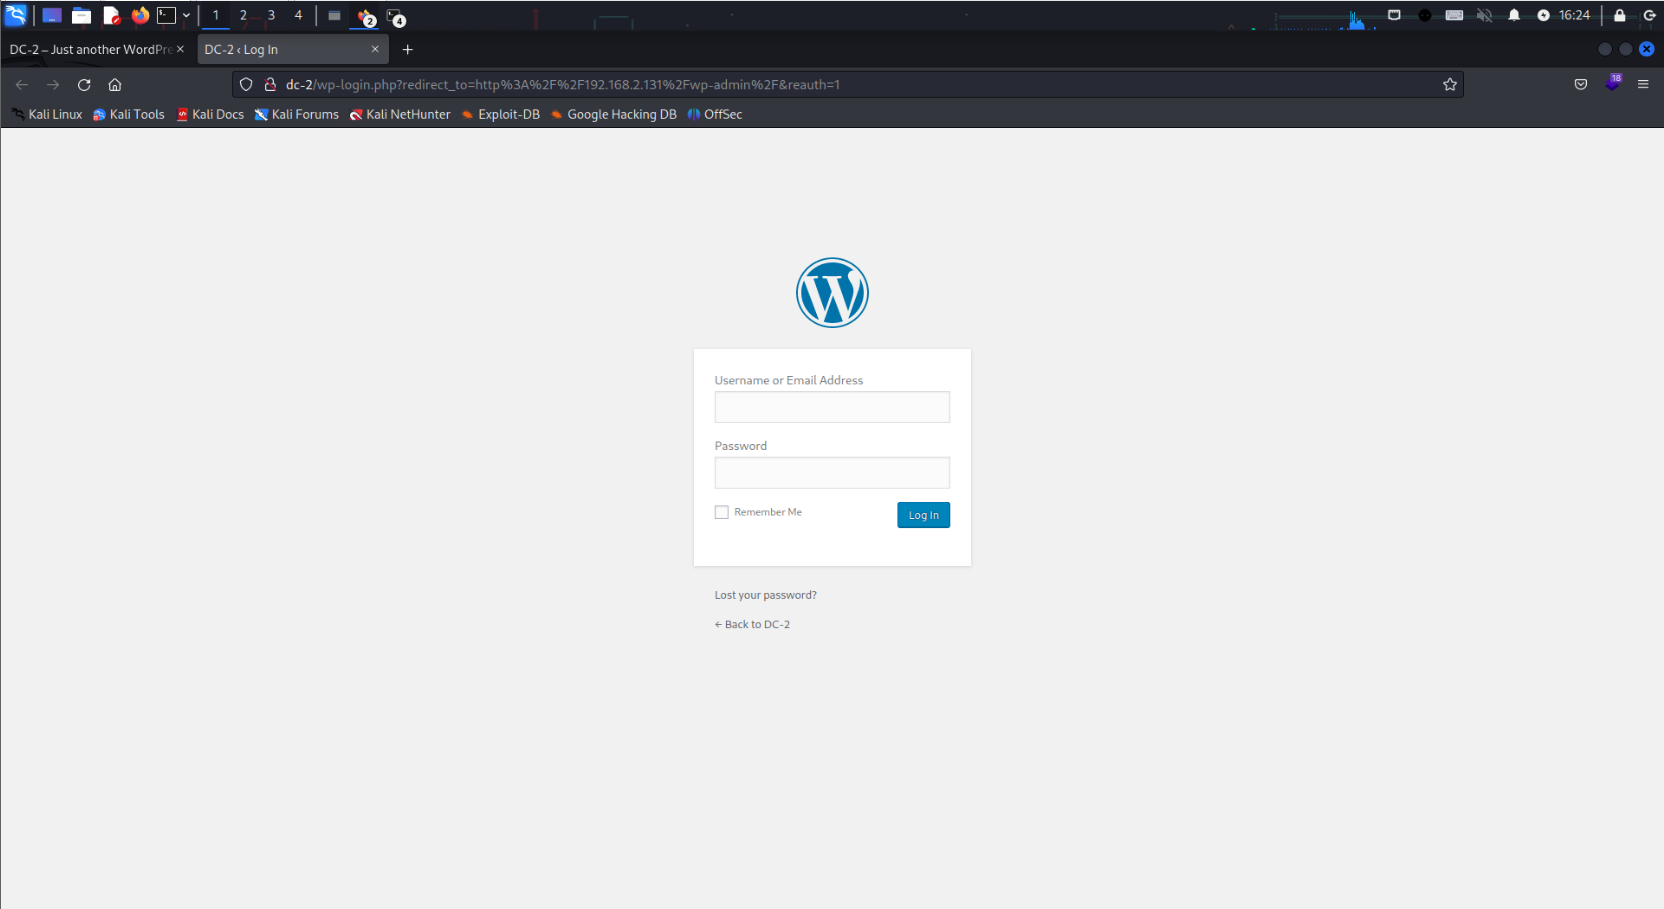 1 2 3 4 2 4 16:24
DC-2 – Just another WordPre DC-2 ‹ Log In
dc-2/wp-login.php?redirect_to=http%3A%2F%2F192.168.2.131%2Fwp-admin%2F&reauth=1 18
Kali Linux Kali Tools Kali Docs Kali Forums Kali NetHunter Exploit-DB Google Hacking DB OffSec
Username or Email Address
Password
Remember Me Log In
Lost your password?
← Back to DC-2